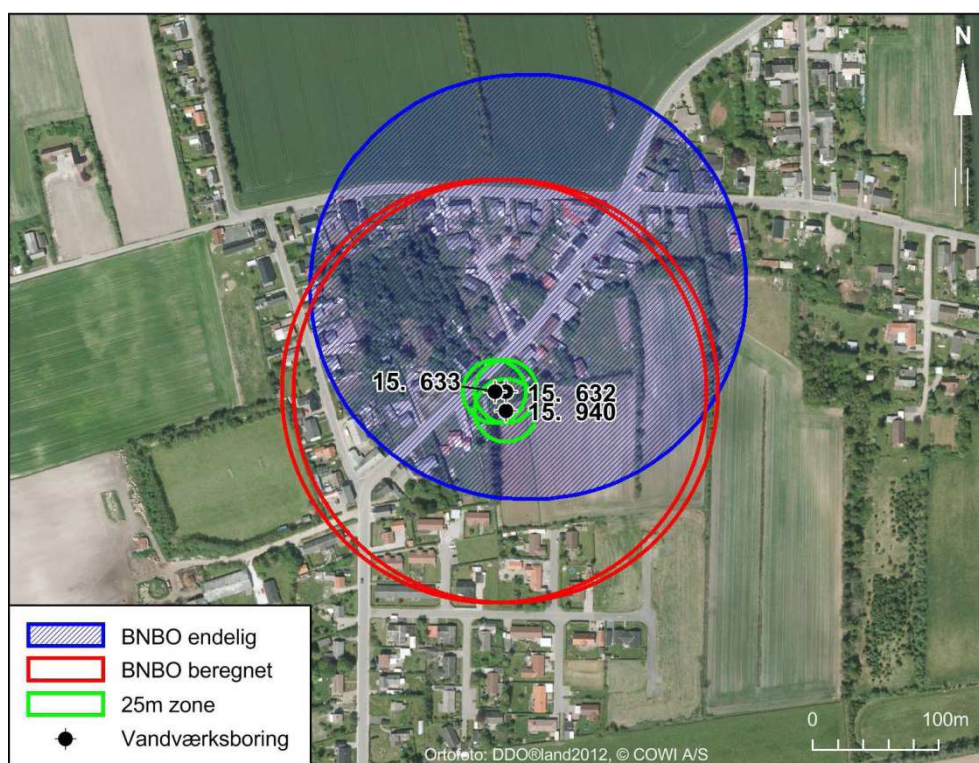 N
15. 633
15. 632
15. 940
BNBO endelig
BNBO beregnet
25m zone
Vandværksboring
0 100m
Ortofoto: DDO®land2012, © COWI A/S